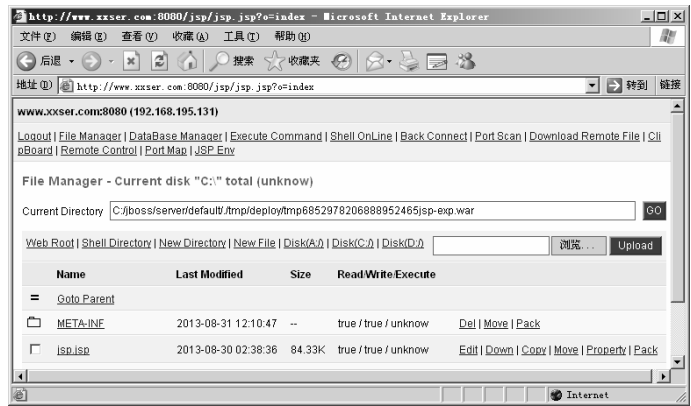 http://www.xxser.com:8080/jsp/jsp.jsp?o=index - Microsoft Internet Explorer
文件(F) 编辑(E) 查看(V) 收藏(A) 工具(T) 帮助(H)
后退 搜索 收藏夹
地址(D) http://www.xxser.com:8080/jsp/jsp.jsp?o=index 转到 链接
www.xxser.com:8080 (192.168.195.131)
Logout | File Manager | DataBase Manager | Execute Command | Shell OnLine | Back Connect | Port Scan | Download Remote File | Cli
pBoard | Remote Control | Port Map | JSP Env
File Manager - Current disk "C:\" total (unknow)
Current Directory C:/jboss/server/default/./tmp/deploy/tmp6852978206888952465jsp-exp.war GO
Web Root | Shell Directory | New Directory | New File | Disk(A:/) | Disk(C:/) | Disk(D:/) 浏览... Upload
Name Last Modified Size Read/Write/Execute
= Goto Parent
META-INF 2013-08-31 12:10:47 -- true / true / unknow Del | Move | Pack
jsp.jsp 2013-08-30 02:38:36 84.33K true / true / unknow Edit | Down | Copy | Move | Property | Pack
Internet